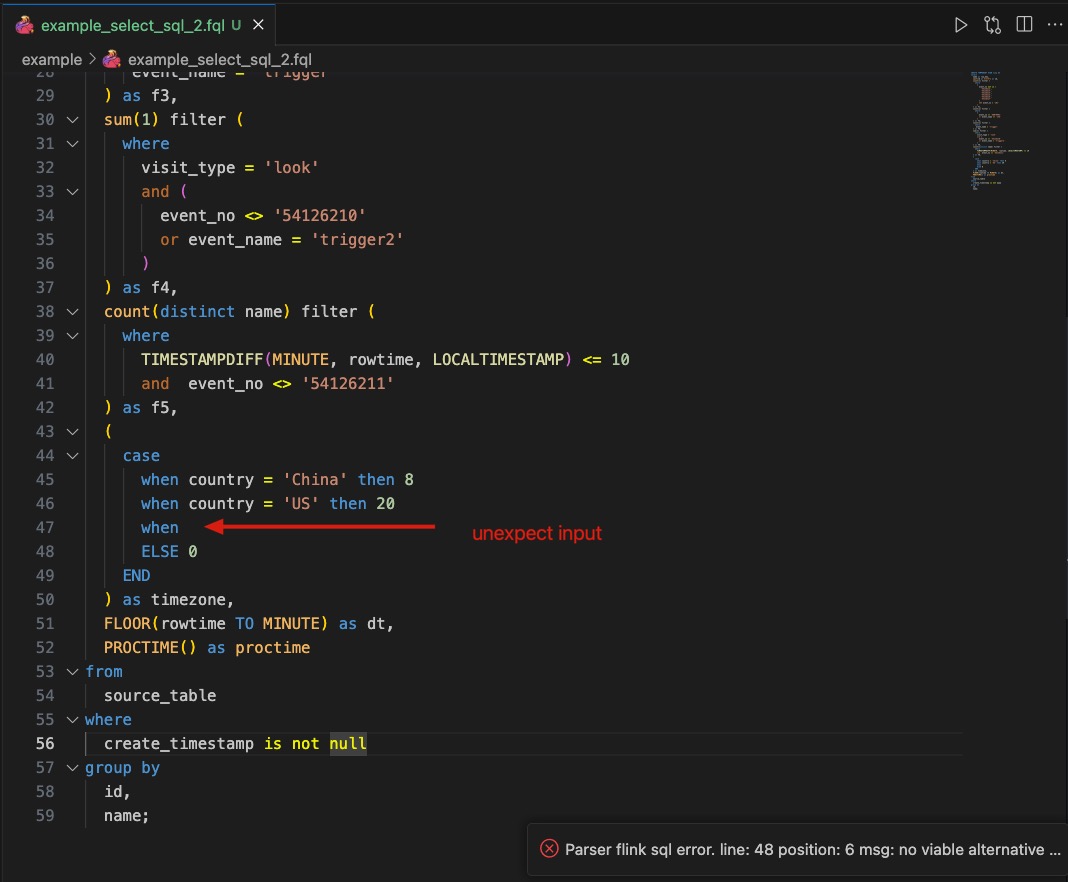 example_select_sql_2.fql U
example > example_select_sql_2.fql
28 event_name = 'trigger'
29 ) as f3,
30 sum(1) filter (
31 where
32 visit_type = 'look'
33 and (
34 event_no <> '54126210'
35 or event_name = 'trigger2'
36 )
37 ) as f4,
38 count(distinct name) filter (
39 where
40 TIMESTAMPDIFF(MINUTE, rowtime, LOCALTIMESTAMP) <= 10
41 and  event_no <> '54126211'
42 ) as f5,
43 (
44 case
45 when country = 'China' then 8
46 when country = 'US' then 20
47 when
unexpect input
48 ELSE 0
49 END
50 ) as timezone,
51 FLOOR(rowtime TO MINUTE) as dt,
52 PROCTIME() as proctime
53 from
54 source_table
55 where
56 create_timestamp is not null
57 group by
58 id,
59 name;
Parser flink sql error. line: 48 position: 6 msg: no viable alternative ...